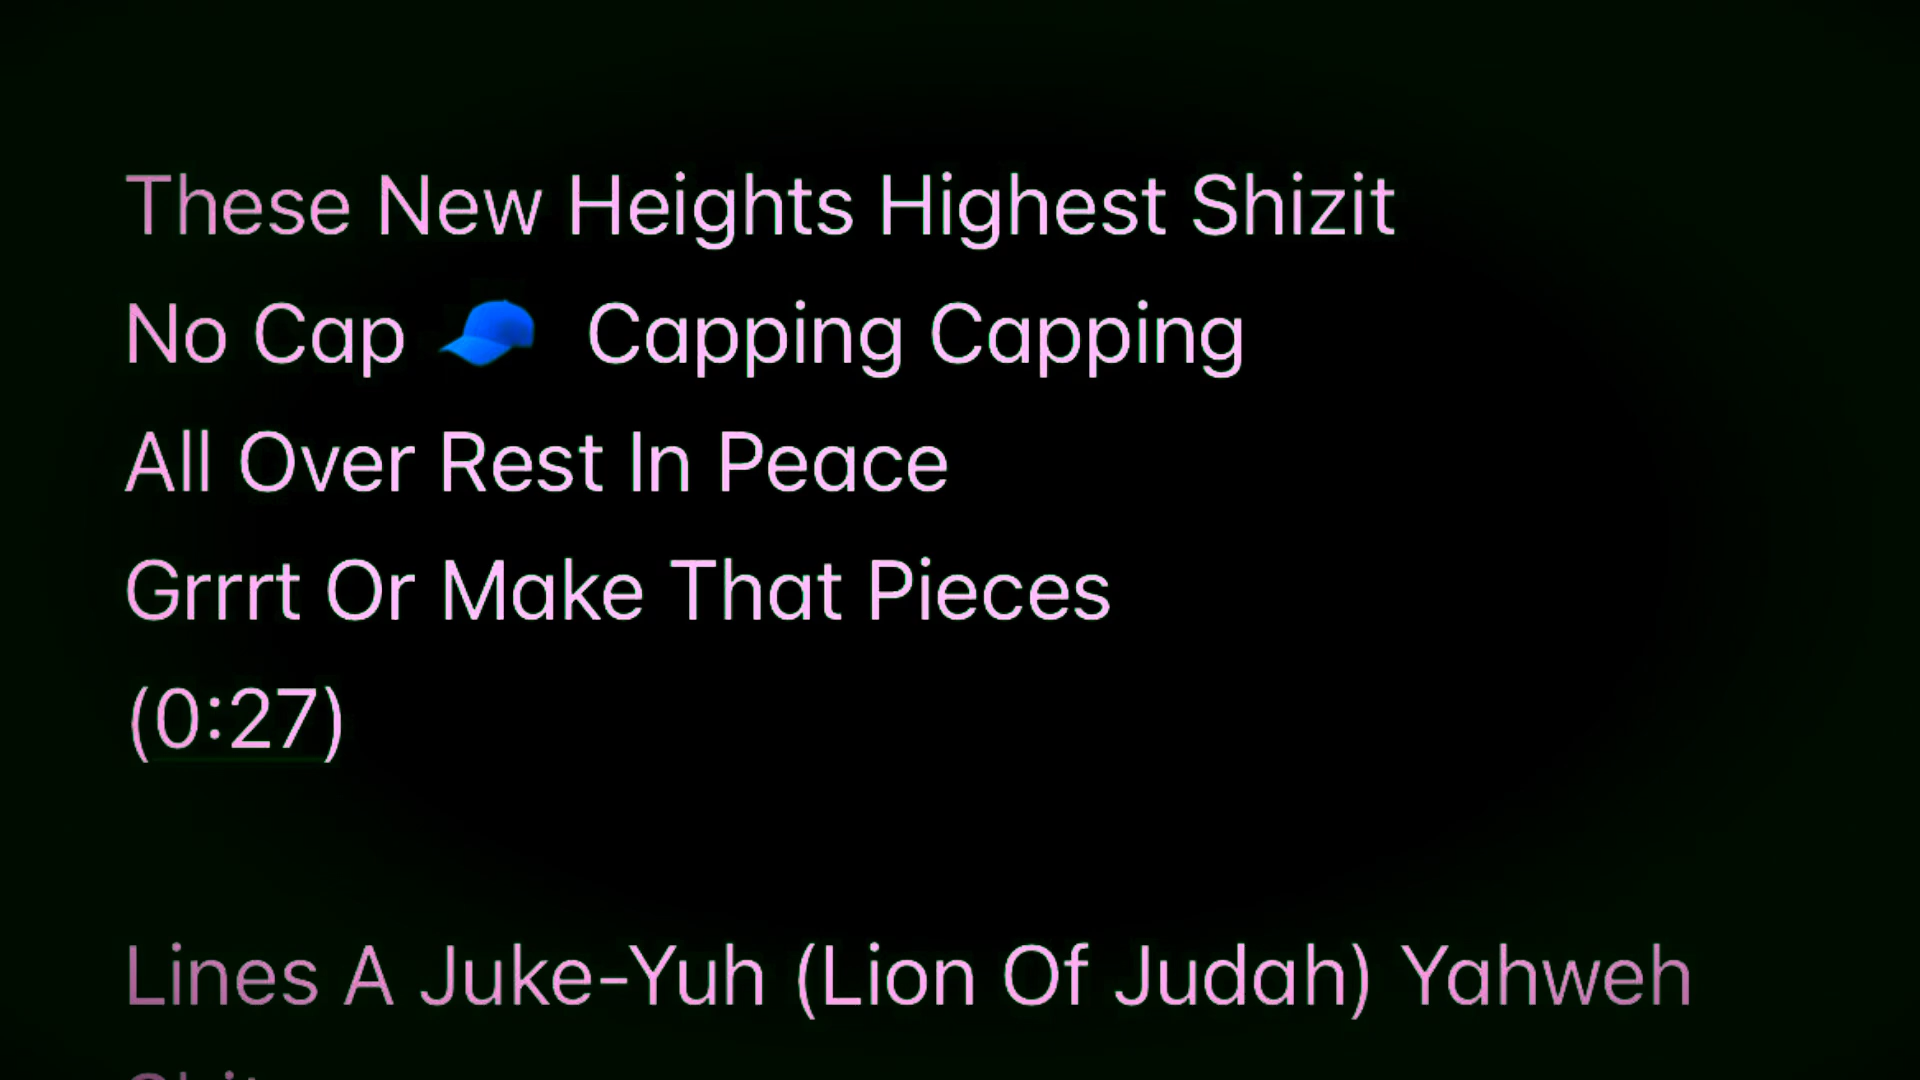 These New Heights Highest Shizit
No Cap 🧢 Capping Capping
All Over Rest In Peace
Grrrt Or Make That Pieces
(0:27)
Lines A Juke-Yuh (Lion Of Judah) Yahweh